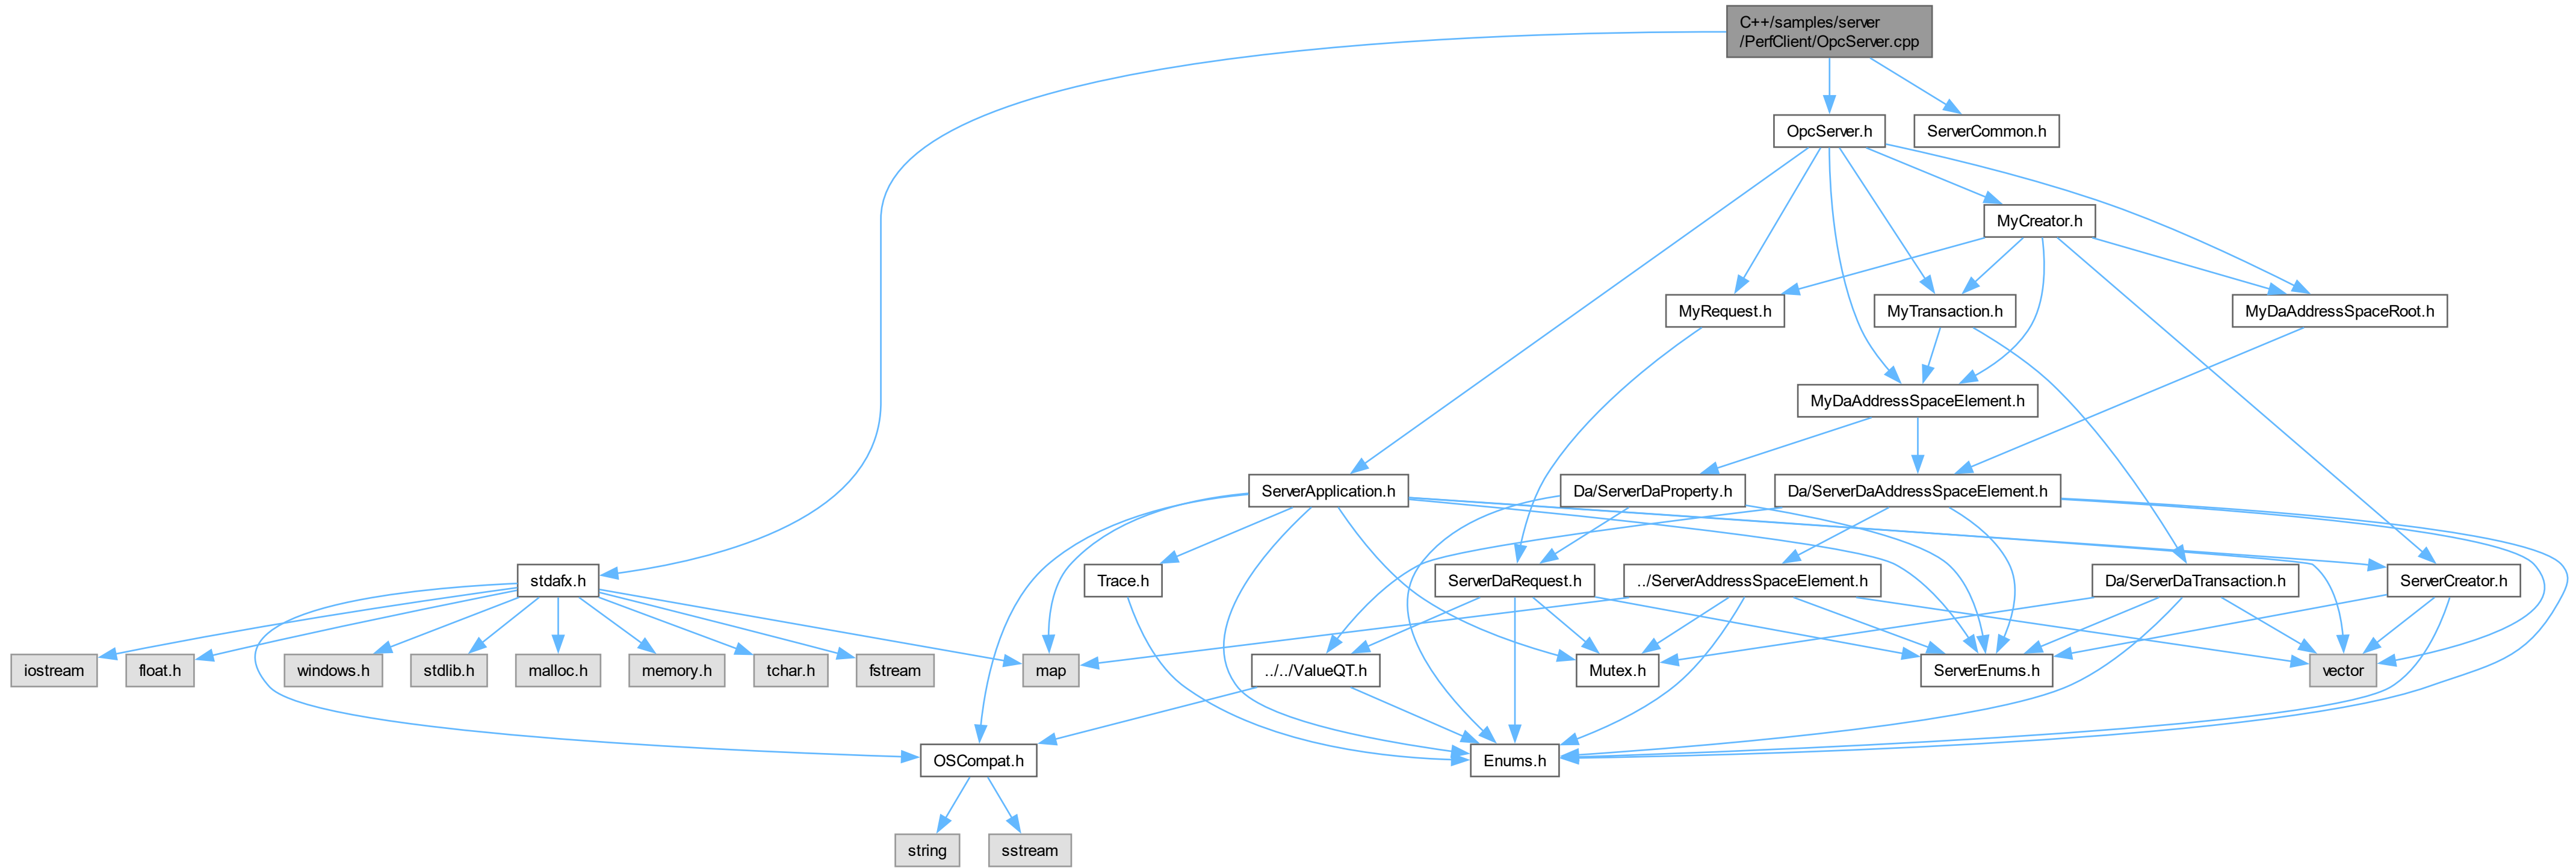 C++/samples/server
/PerfClient/OpcServer.cpp
OpcServer.h
ServerCommon.h
MyCreator.h
MyRequest.h
MyTransaction.h
MyDaAddressSpaceRoot.h
MyDaAddressSpaceElement.h
ServerApplication.h
Da/ServerDaProperty.h
Da/ServerDaAddressSpaceElement.h
stdafx.h
Trace.h
ServerDaRequest.h
../ServerAddressSpaceElement.h
Da/ServerDaTransaction.h
ServerCreator.h
iostream
float.h
windows.h
stdlib.h
malloc.h
memory.h
tchar.h
fstream
map
../../ValueQT.h
Mutex.h
ServerEnums.h
vector
OSCompat.h
Enums.h
string
sstream